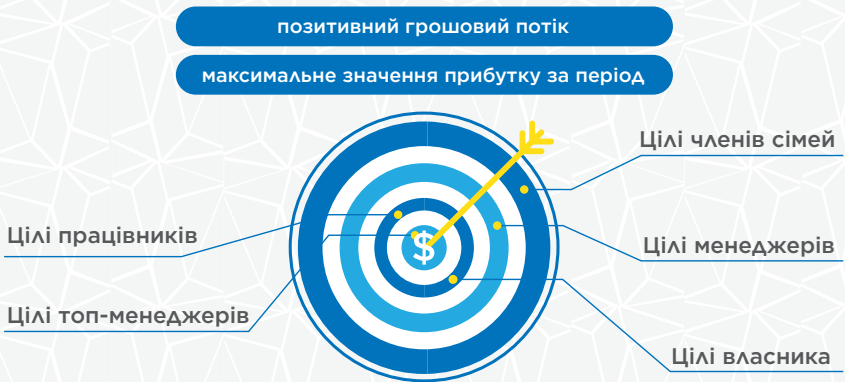 позитивний грошовий потік
максимальне значення прибутку за період
Цілі членів сімей
Цілі працівників
Цілі менеджерів
$
Цілі топ-менеджерів
Цілі власника